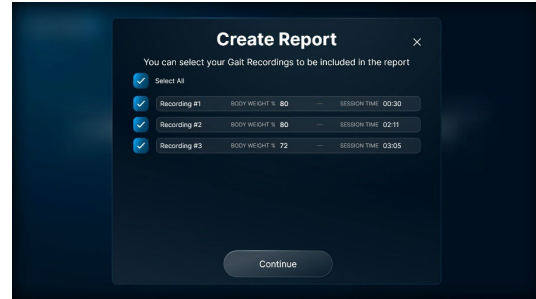 Create Report
You can select your Gait Recordings to be included in the report
Select All
Recording #1 BODY WEIGHT % 80 — SESSION TIME 00:30
Recording #2 BODY WEIGHT % 80 — SESSION TIME 02:11
Recording #3 BODY WEIGHT % 72 — SESSION TIME 03:05
Continue